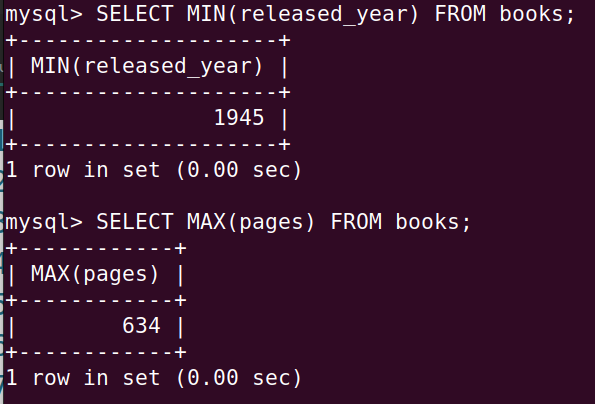 mysql> SELECT MIN(released_year) FROM books;
+--------------------+
| MIN(released_year) |
+--------------------+
|               1945 |
+--------------------+
1 row in set (0.00 sec)

mysql> SELECT MAX(pages) FROM books;
+------------+
| MAX(pages) |
+------------+
|        634 |
+------------+
1 row in set (0.00 sec)